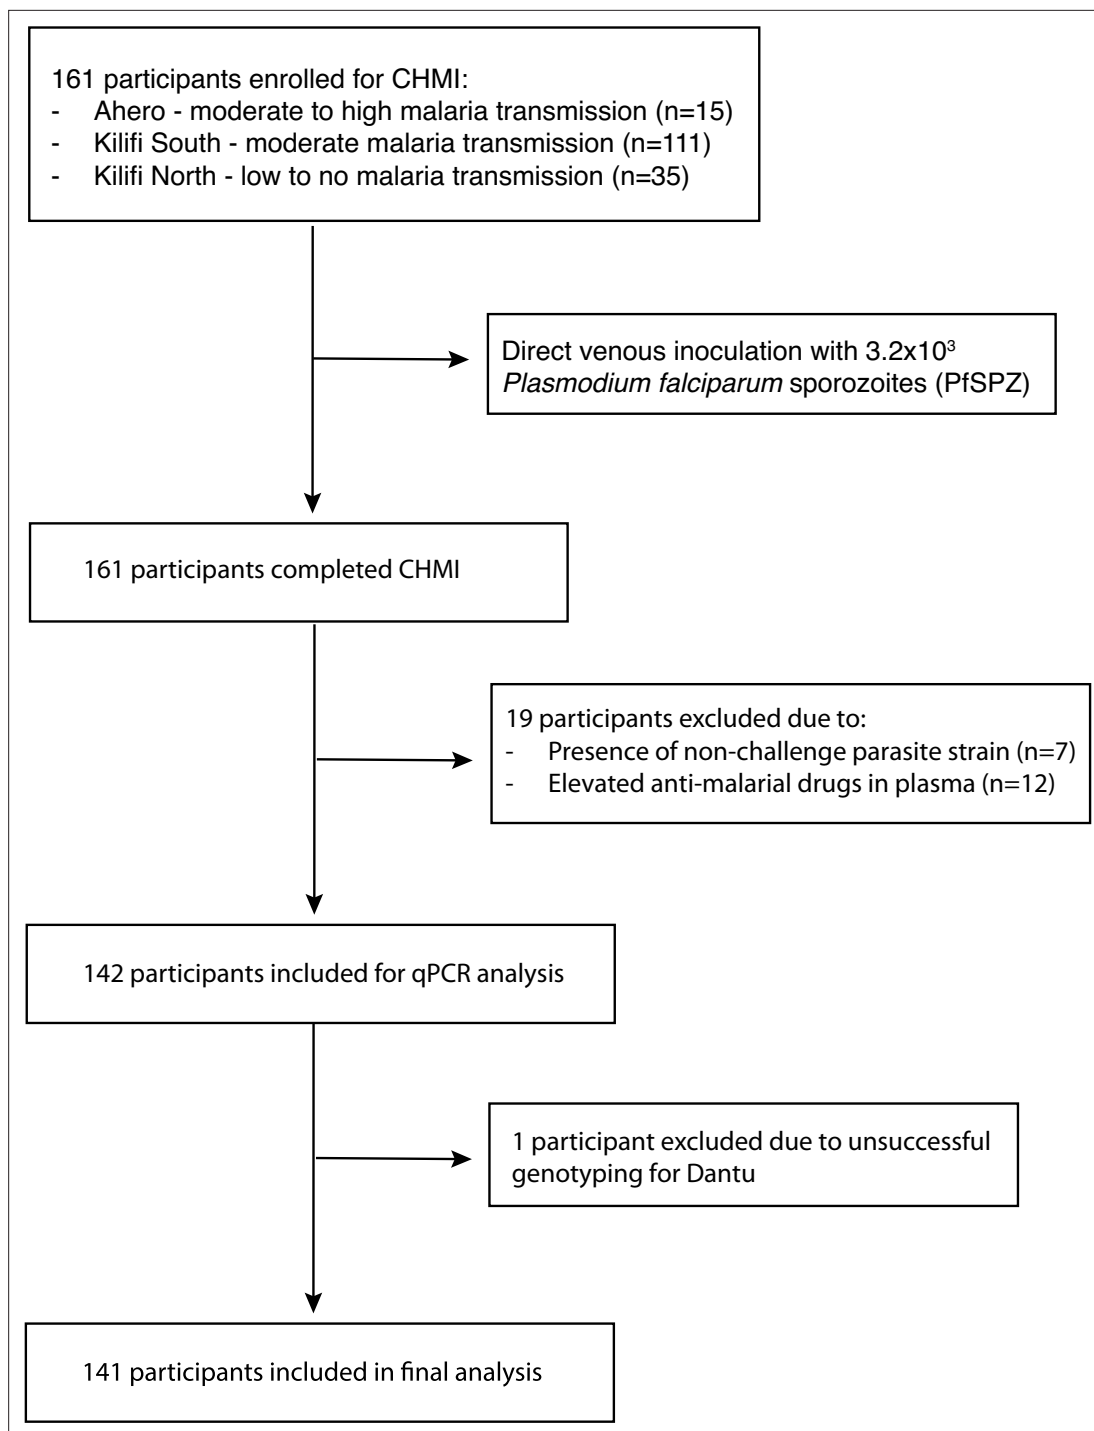 161 participants enrolled for CHMI:
- Ahero - moderate to high malaria transmission (n=15)
- Kilifi South - moderate malaria transmission (n=111)
- Kilifi North - low to no malaria transmission (n=35)
Direct venous inoculation with 3.2x10³
Plasmodium falciparum sporozoites (PfSPZ)
161 participants completed CHMI
19 participants excluded due to:
- Presence of non-challenge parasite strain (n=7)
- Elevated anti-malarial drugs in plasma (n=12)
142 participants included for qPCR analysis
1 participant excluded due to unsuccessful
genotyping for Dantu
141 participants included in final analysis